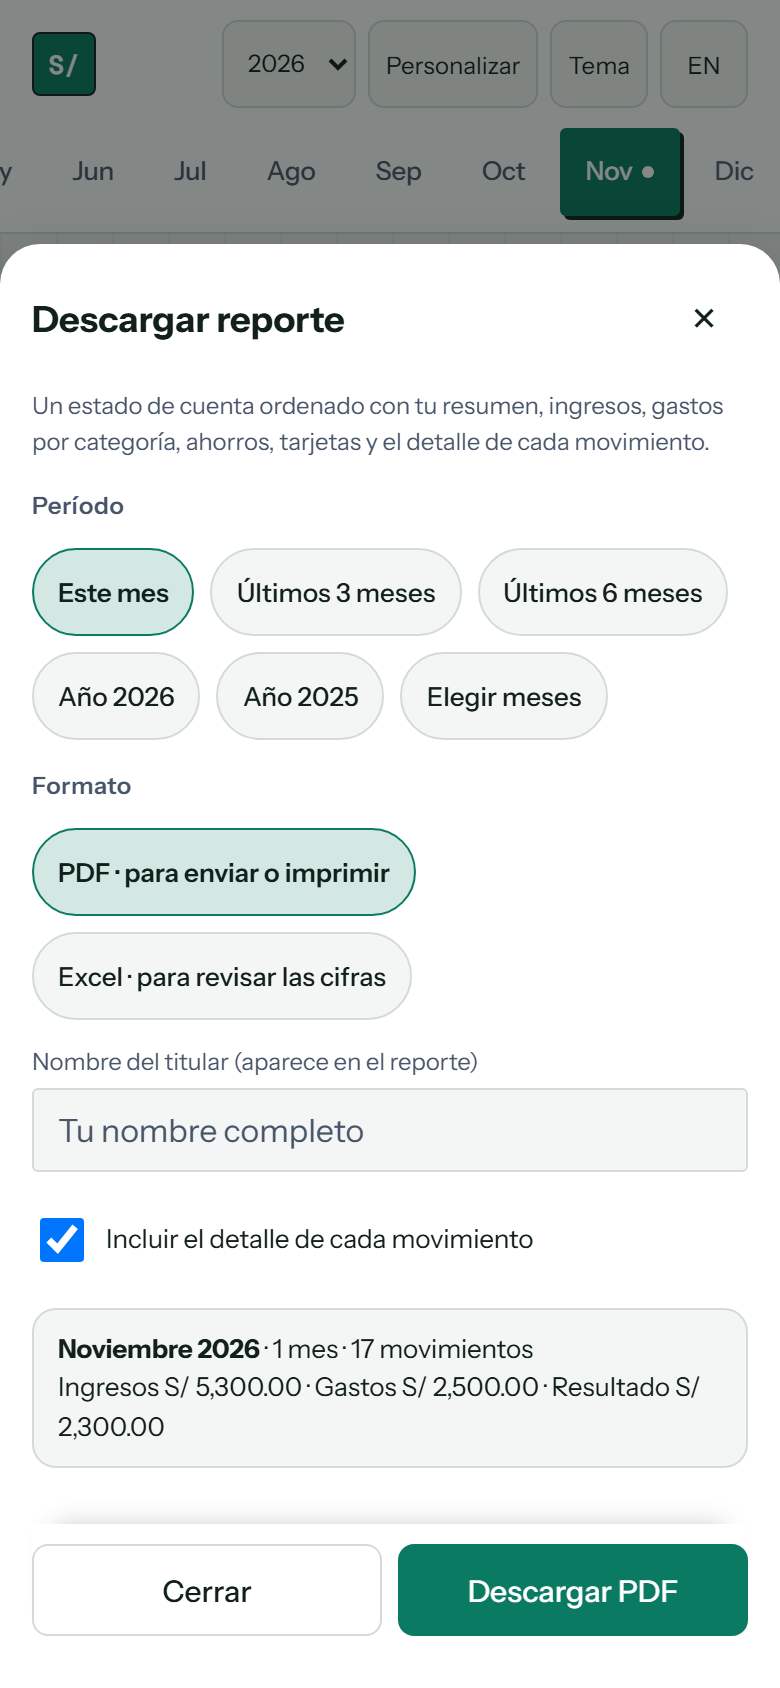 S/ 2026 Personalizar Tema EN
y Jun Jul Ago Sep Oct Nov Dic
Descargar reporte ✕
Un estado de cuenta ordenado con tu resumen, ingresos, gastos
por categoría, ahorros, tarjetas y el detalle de cada movimiento.
Período
Este mes Últimos 3 meses Últimos 6 meses
Año 2026 Año 2025 Elegir meses
Formato
PDF · para enviar o imprimir
Excel · para revisar las cifras
Nombre del titular (aparece en el reporte)
Tu nombre completo
Incluir el detalle de cada movimiento
Noviembre 2026 · 1 mes · 17 movimientos
Ingresos S/ 5,300.00 · Gastos S/ 2,500.00 · Resultado S/
2,300.00
Cerrar Descargar PDF